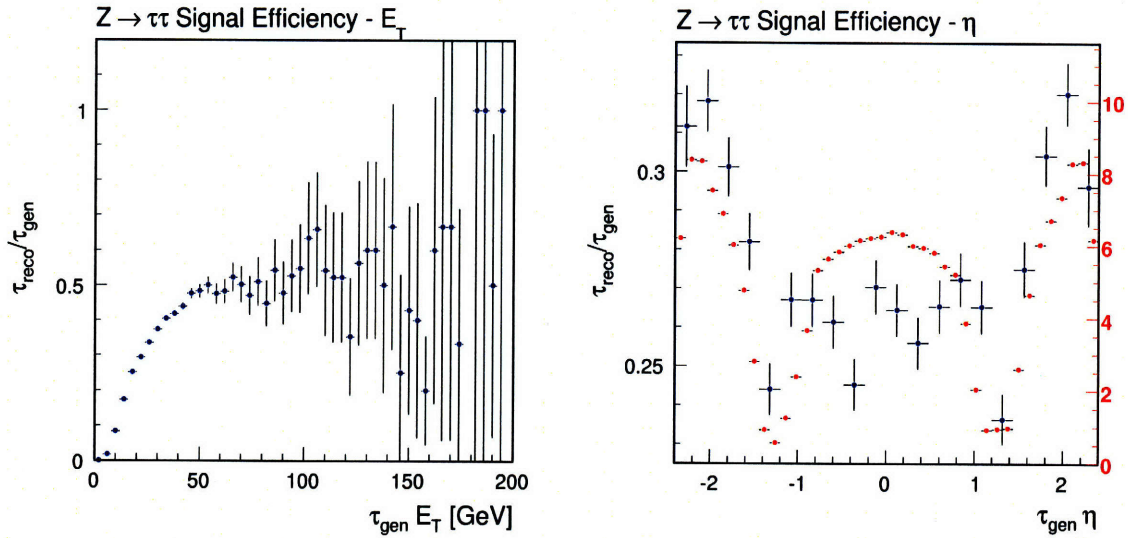 Z → ττ Signal Efficiency - E_T
τ_reco/τ_gen
1
0.5
0
0 50 100 150 200
τ_gen E_T [GeV]
Z → ττ Signal Efficiency - η
τ_reco/τ_gen
0.3
0.25
10
8
6
4
2
0
-2 -1 0 1 2
τ_gen η